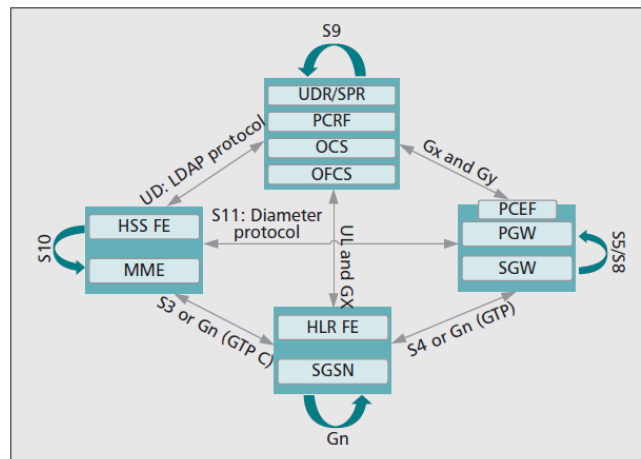 S9
UDR/SPR
PCRF
OCS
OFCS
UD: LDAP protocol
Gx and Gy
HSS FE
MME
S10
S11: Diameter
protocol
UL and GX
PCEF
PGW
SGW
S5/S8
S3 or Gn (GTP C)
HLR FE
SGSN
S4 or Gn (GTP)
Gn